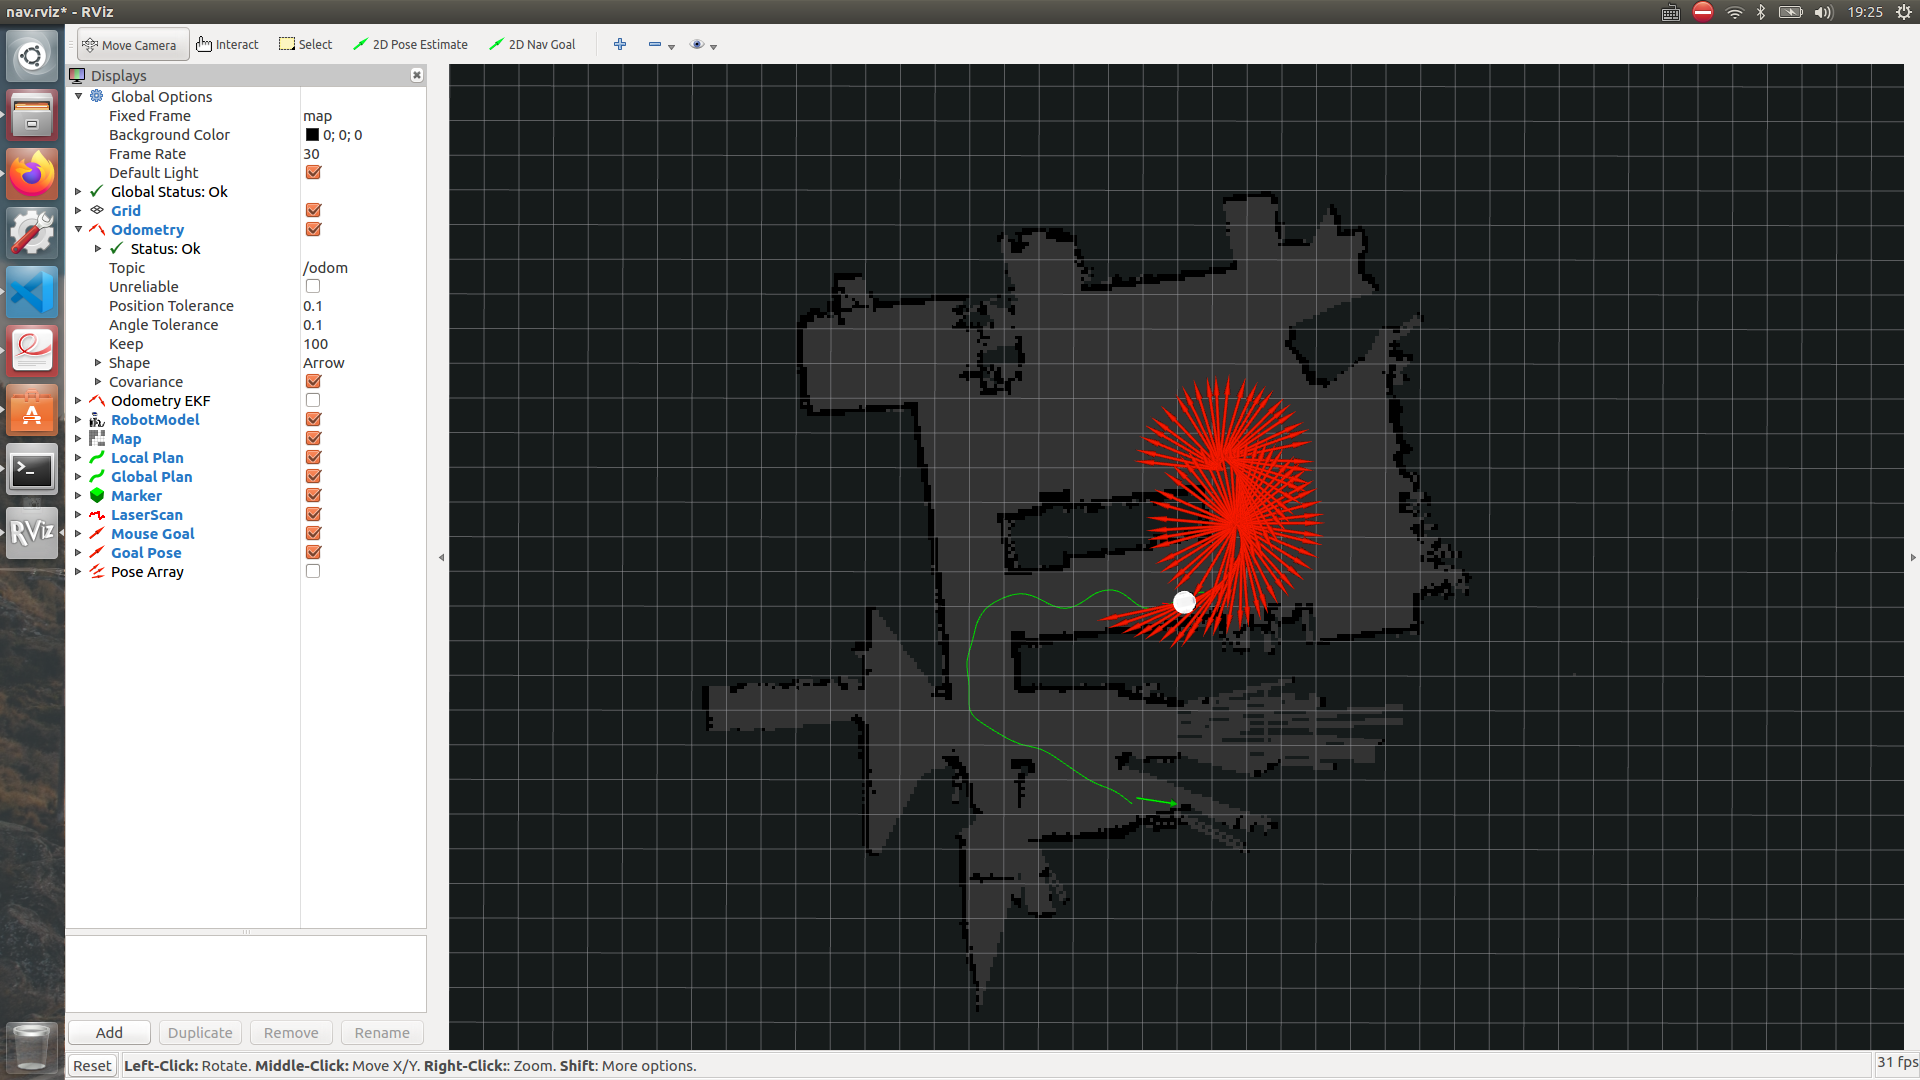 nav.rviz* - RViz
19:25
Move Camera
Interact
Select
2D Pose Estimate
2D Nav Goal
Displays
Global Options
Fixed Frame map
Background Color 0; 0; 0
Frame Rate 30
Default Light
Global Status: Ok
Grid
Odometry
Status: Ok
Topic /odom
Unreliable
Position Tolerance 0.1
Angle Tolerance 0.1
Keep 100
Shape Arrow
Covariance
Odometry EKF
RobotModel
Map
Local Plan
Global Plan
Marker
LaserScan
Mouse Goal
Goal Pose
Pose Array
RViz
Add
Duplicate
Remove
Rename
Reset
Left-Click: Rotate. Middle-Click: Move X/Y. Right-Click:: Zoom. Shift: More options.
31 fps